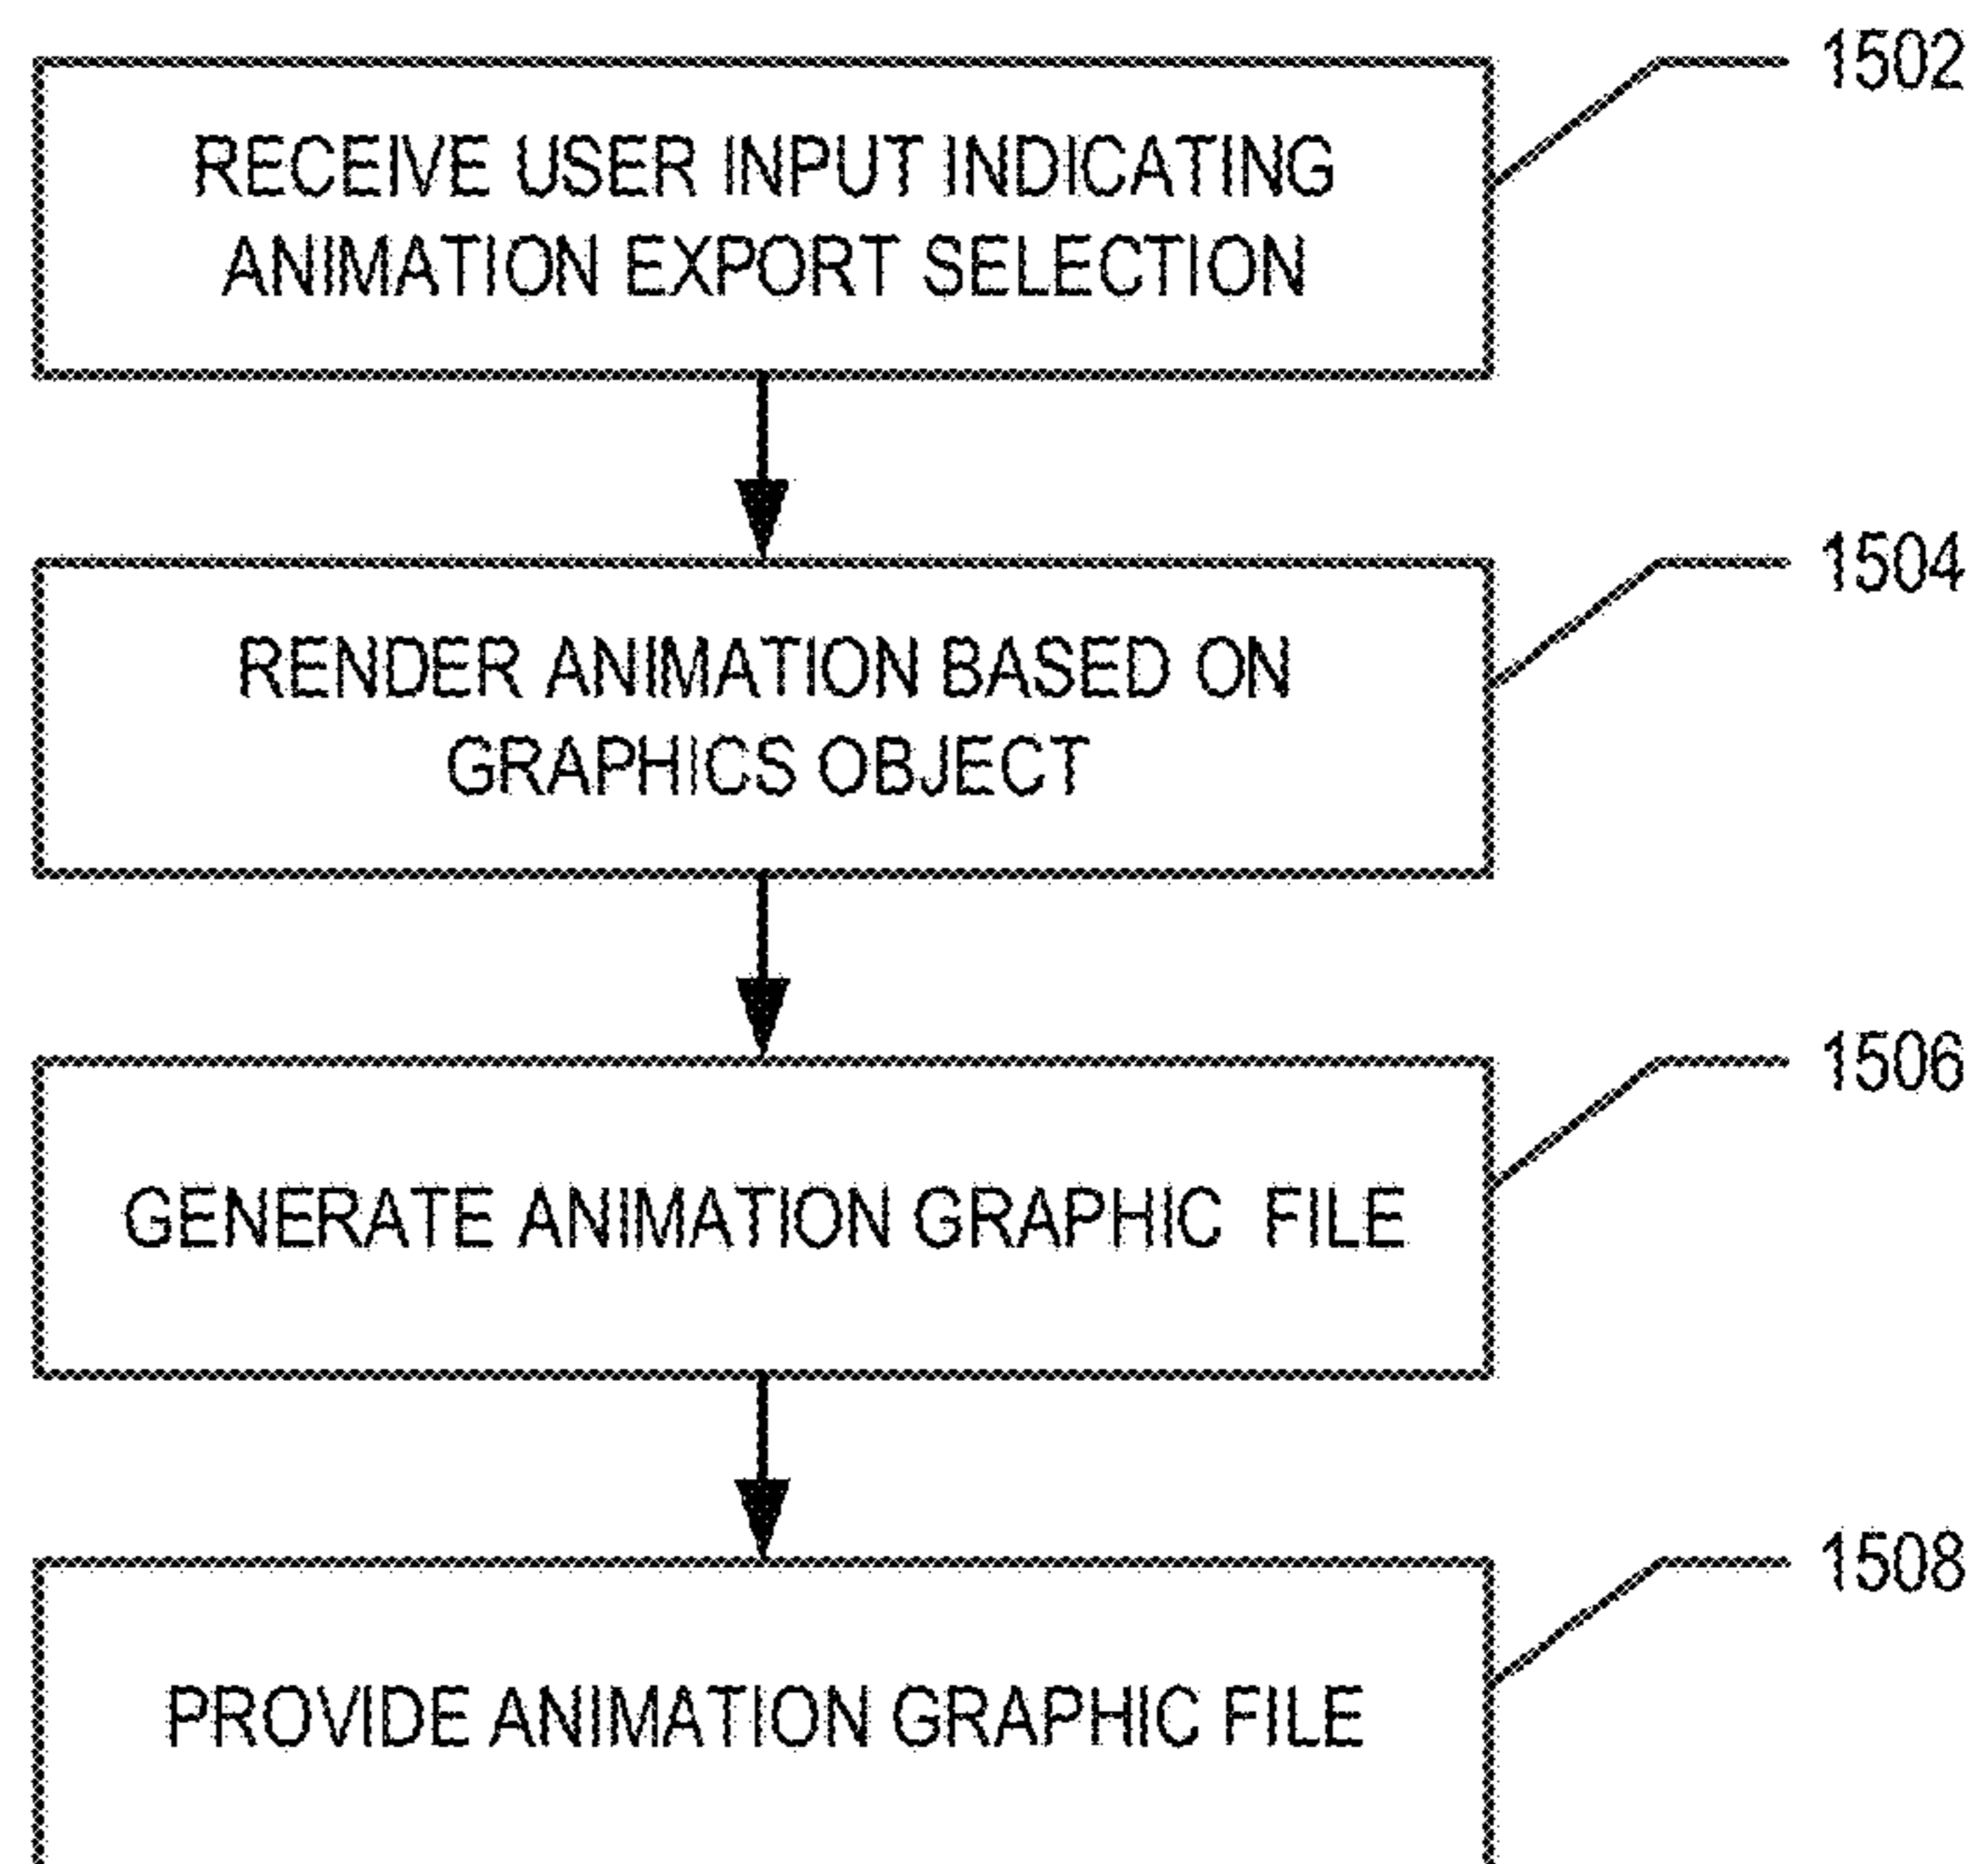 1502
RECEIVE USER INPUT INDICATING
ANIMATION EXPORT SELECTION
1504
RENDER ANIMATION BASED ON
GRAPHICS OBJECT
1506
GENERATE ANIMATION GRAPHIC FILE
1508
PROVIDE ANIMATION GRAPHIC FILE